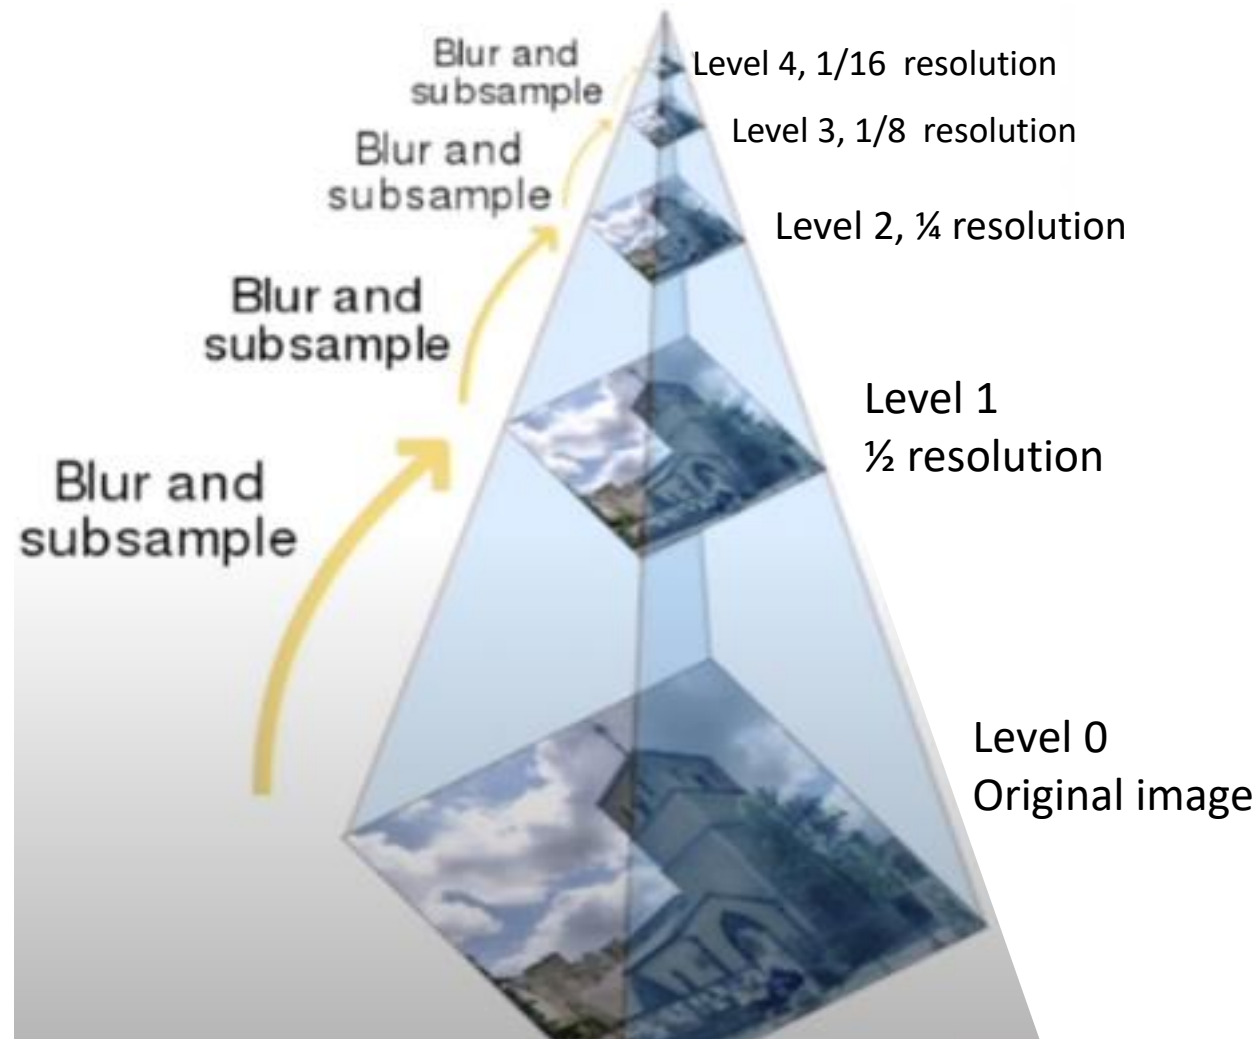 Blur and
subsample
Level 4, 1/16 resolution
Blur and
subsample
Level 3, 1/8 resolution
Level 2, ¼ resolution
Blur and
subsample
Level 1
½ resolution
Blur and
subsample
Level 0
Original image